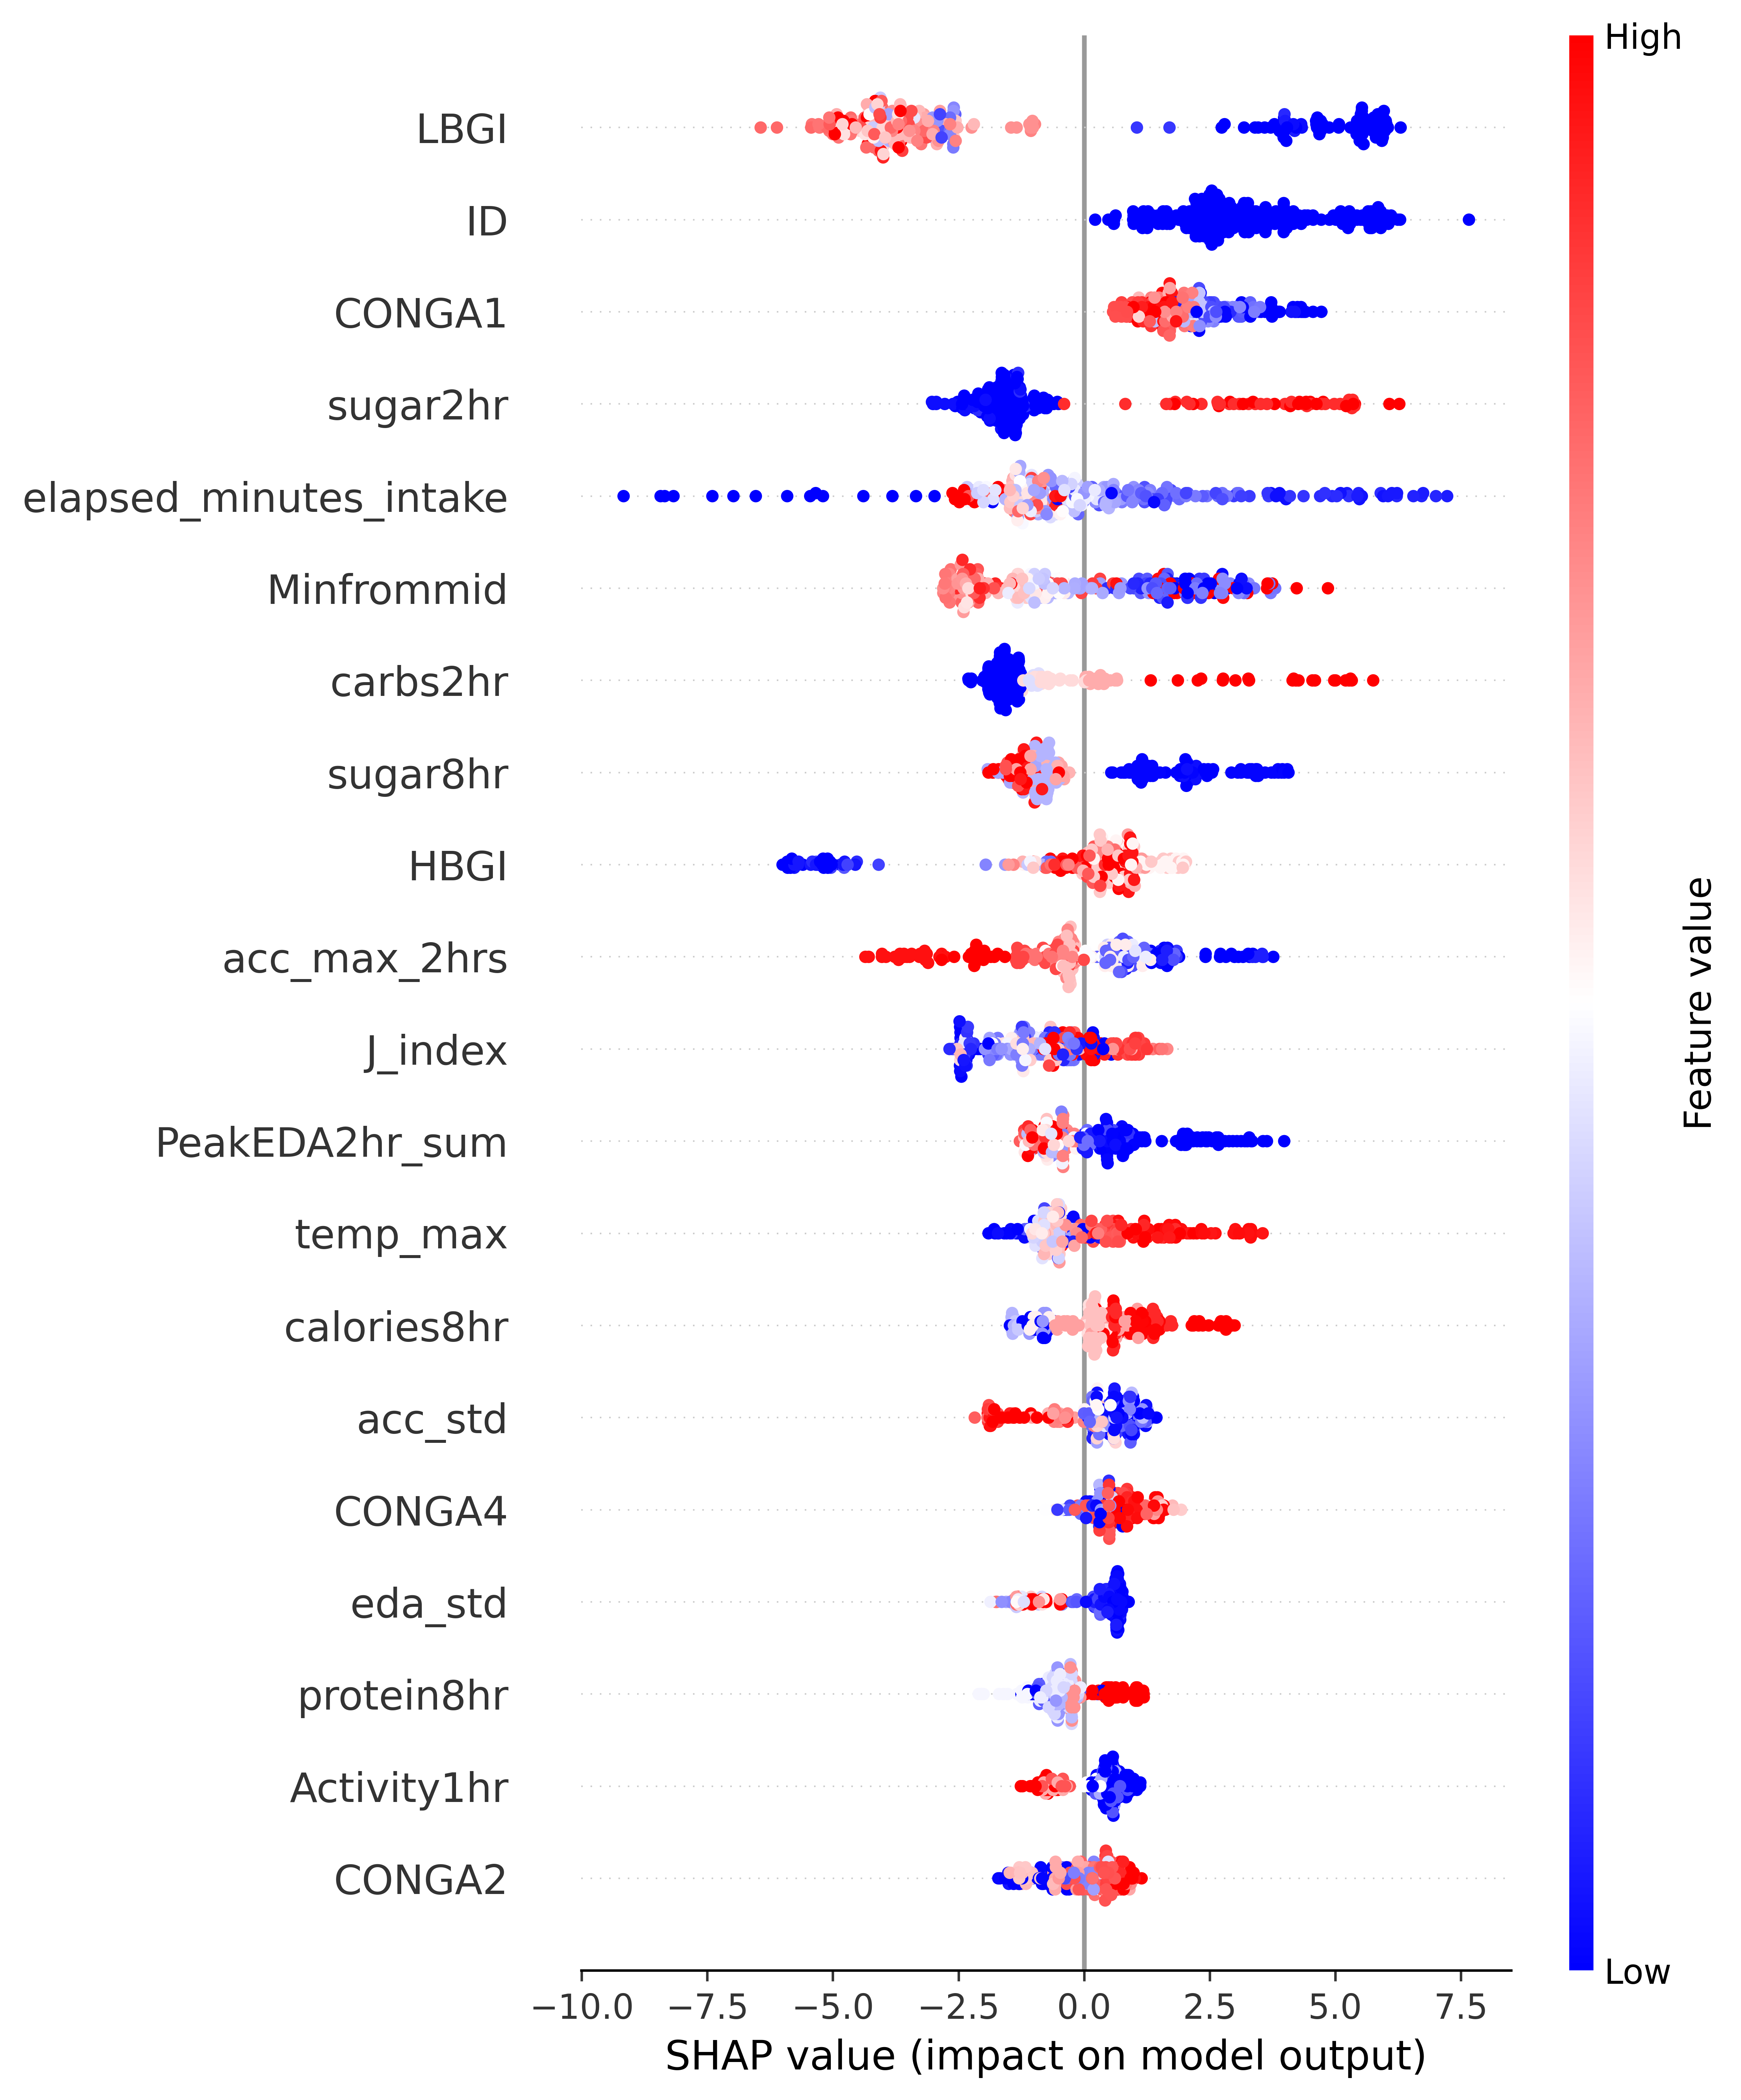 High
LBGI
ID
CONGA1
sugar2hr
elapsed_minutes_intake
Minfrommid
carbs2hr
sugar8hr
HBGI
acc_max_2hrs
J_index
PeakEDA2hr_sum
temp_max
calories8hr
acc_std
CONGA4
eda_std
protein8hr
Activity1hr
CONGA2
Feature value
Low
−10.0 −7.5 −5.0 −2.5 0.0 2.5 5.0 7.5
SHAP value (impact on model output)